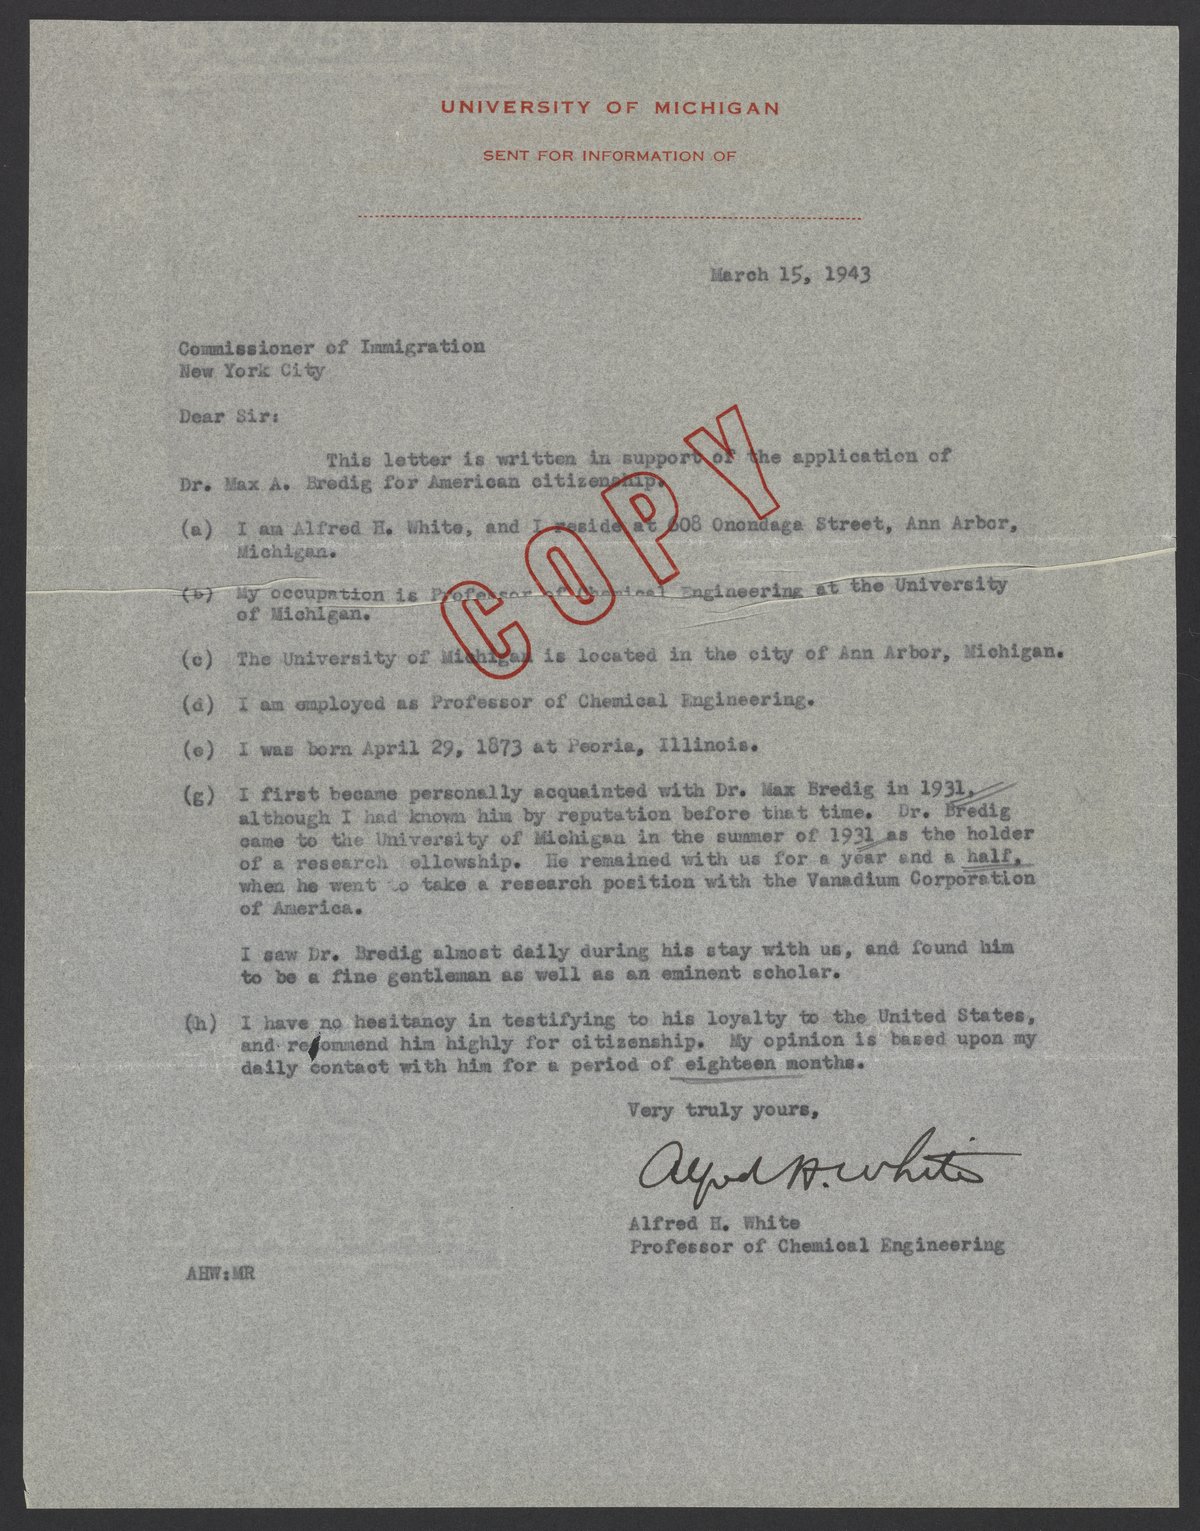 UNIVERSITY OF MICHIGAN
SENT FOR INFORMATION OF
March 15, 1943
Commissioner of Immigration
New York City
Dear Sir:
This letter is written in support of the application of
Dr. Max A. Bredig for American citizenship.
(a) I am Alfred H. White, and I reside at 608 Onondaga Street, Ann Arbor,
Michigan.
(b) My occupation is Professor of Chemical Engineering at the University
of Michigan.
(c) The University of Michigan is located in the city of Ann Arbor, Michigan.
(d) I am employed as Professor of Chemical Engineering.
(e) I was born April 29, 1873 at Peoria, Illinois.
(g) I first became personally acquainted with Dr. Max Bredig in 1931,
although I had known him by reputation before that time. Dr. Bredig
came to the University of Michigan in the summer of 1931 as the holder
of a research ellowship. He remained with us for a year and a half,
when he went to take a research position with the Vanadium Corporation
of America.
I saw Dr. Bredig almost daily during his stay with us, and found him
to be a fine gentleman as well as an eminent scholar.
(h) I have no hesitancy in testifying to his loyalty to the United States,
and recommend him highly for citizenship. My opinion is based upon my
daily contact with him for a period of eighteen months.
Very truly yours,
Alfred H. White
Alfred H. White
Professor of Chemical Engineering
AHW:MR
COPY